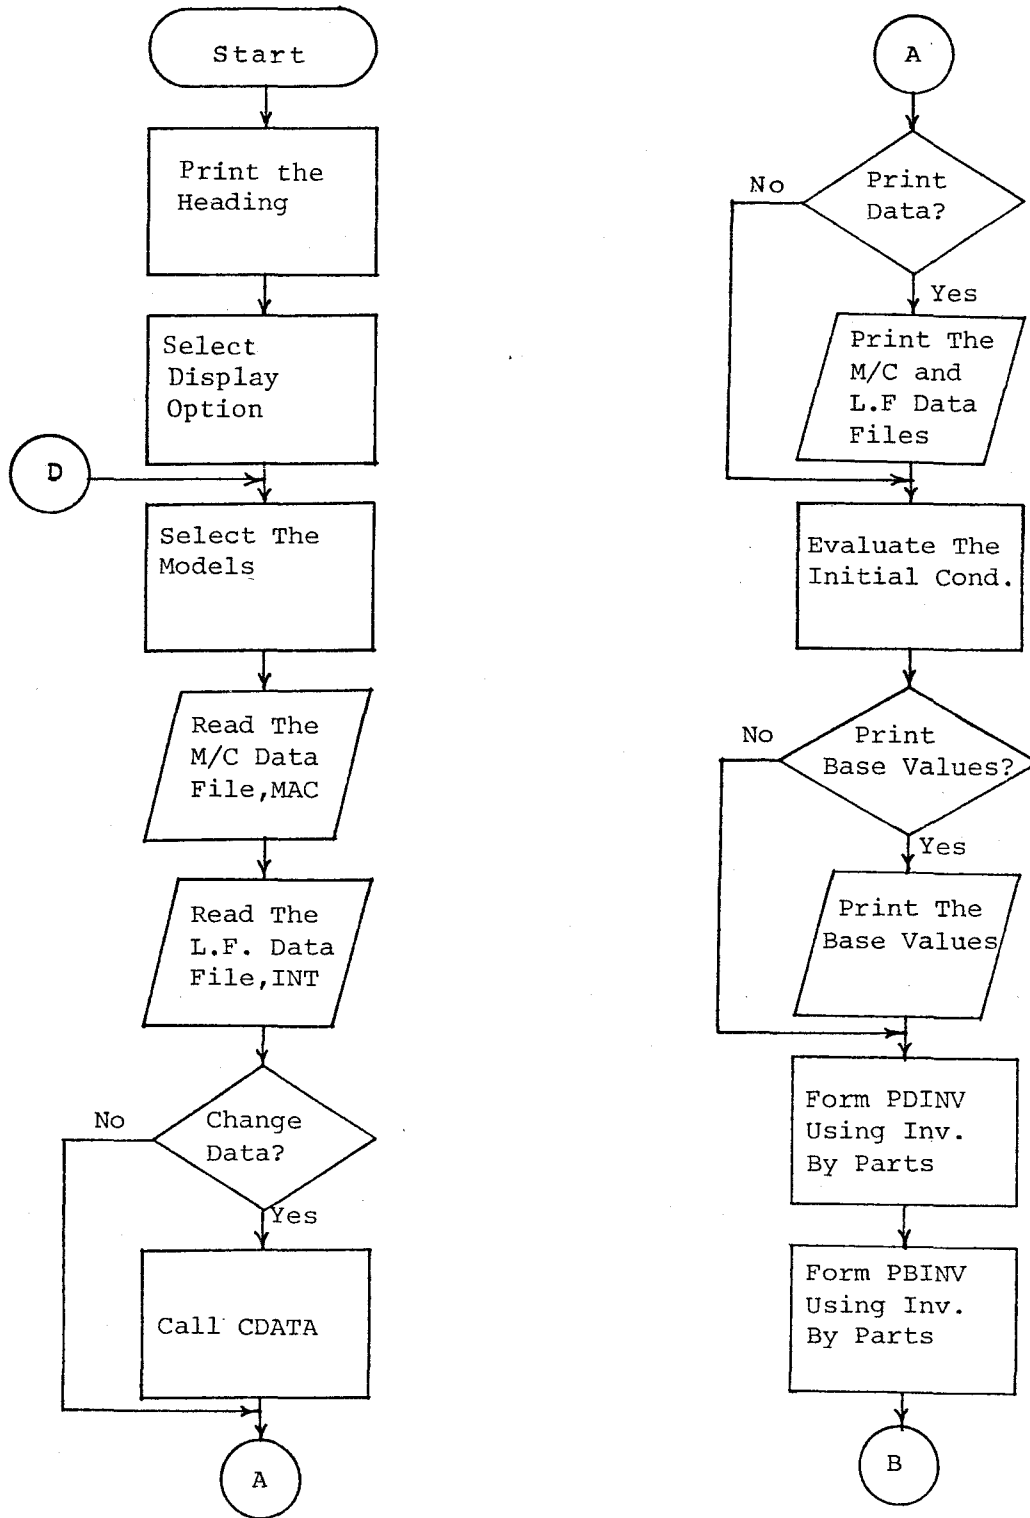 Start
Print the
Heading
Select
Display
Option
D
Select The
Models
Read The
M/C Data
File,MAC
Read The
L.F. Data
File,INT
No
Change
Data?
Yes
Call CDATA
A
A
No
Print
Data?
Yes
Print The
M/C and
L.F Data
Files
Evaluate The
Initial Cond.
No
Print
Base Values?
Yes
Print The
Base Values
Form PDINV
Using Inv.
By Parts
Form PBINV
Using Inv.
By Parts
B